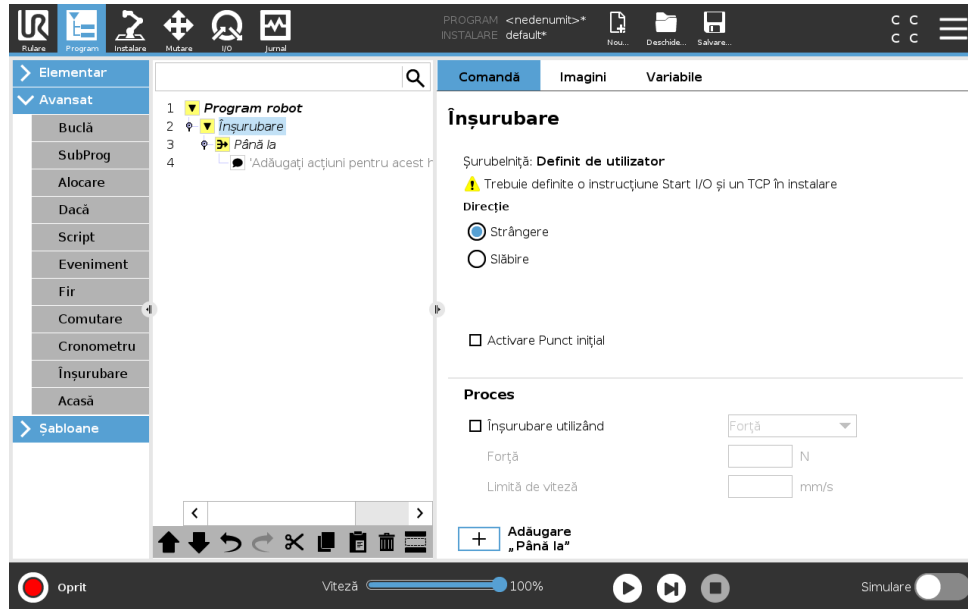 PROGRAM <nedenumit>*
INSTALARE default*
Rulare Program Instalare Mutare I/O Jurnal
Nou... Deschide... Salvare...
C C
C C
Elementar
Avansat
Buclă
SubProg
Alocare
Dacă
Script
Eveniment
Fir
Comutare
Cronometru
Înșurubare
Acasă
Șabloane
1 Program robot
2 Înșurubare
3 Până la
4 'Adăugați acțiuni pentru acest h
Comandă Imagini Variabile
Înșurubare
Șurubelniță: Definit de utilizator
Trebuie definite o instrucțiune Start I/O și un TCP în instalare
Direcție
Strângere
Slăbire
Activare Punct inițial
Proces
Înșurubare utilizând Forță
Forță N
Limită de viteză mm/s
Adăugare
„Până la”
Oprit Viteză 100% Simulare